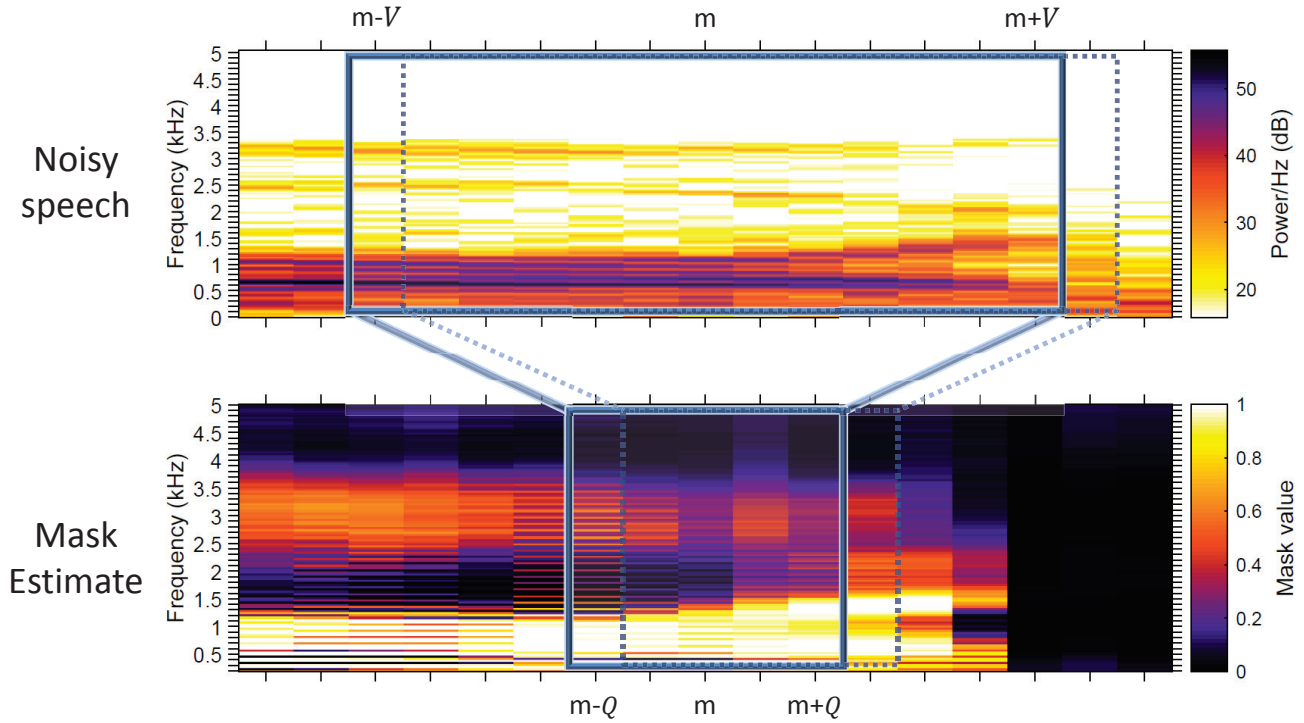 m-V
m
m+V
Noisy
speech
Frequency (kHz)
5
4.5
4
3.5
3
2.5
2
1.5
1
0.5
0
50
40
30
20
Power/Hz (dB)
Mask
Estimate
Frequency (kHz)
5
4.5
4
3.5
3
2.5
2
1.5
1
0.5
1
0.8
0.6
0.4
0.2
0
Mask value
m-Q
m
m+Q